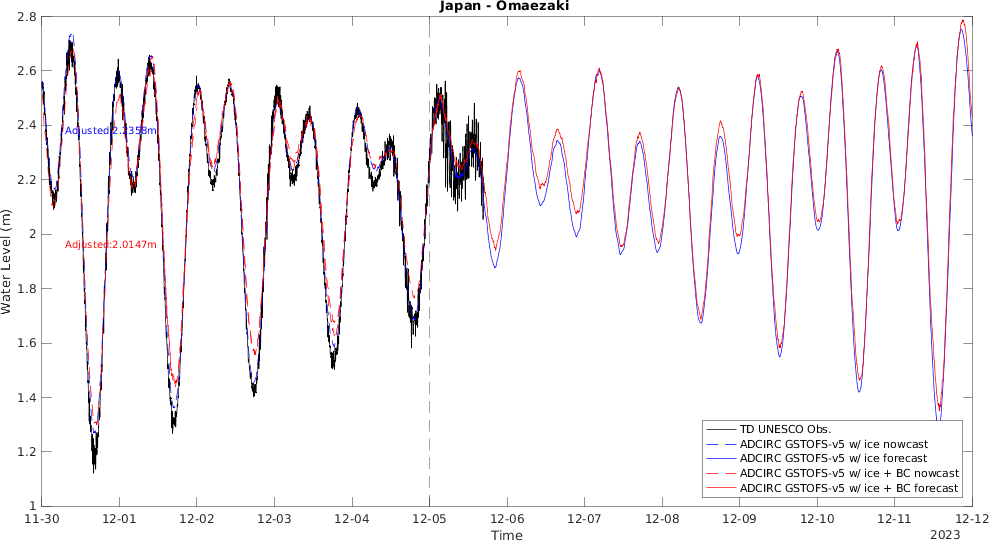 Japan - Omaezaki
2.8
2.6
2.4
2.2
2
1.8
1.6
1.4
1.2
1
Water Level (m)
Adjusted:2.2358m
Adjusted:2.0147m
TD UNESCO Obs.
ADCIRC GSTOFS-v5 w/ ice nowcast
ADCIRC GSTOFS-v5 w/ ice forecast
ADCIRC GSTOFS-v5 w/ ice + BC nowcast
ADCIRC GSTOFS-v5 w/ ice + BC forecast
11-30 12-01 12-02 12-03 12-04 12-05 12-06 12-07 12-08 12-09 12-10 12-11 12-12
Time
2023